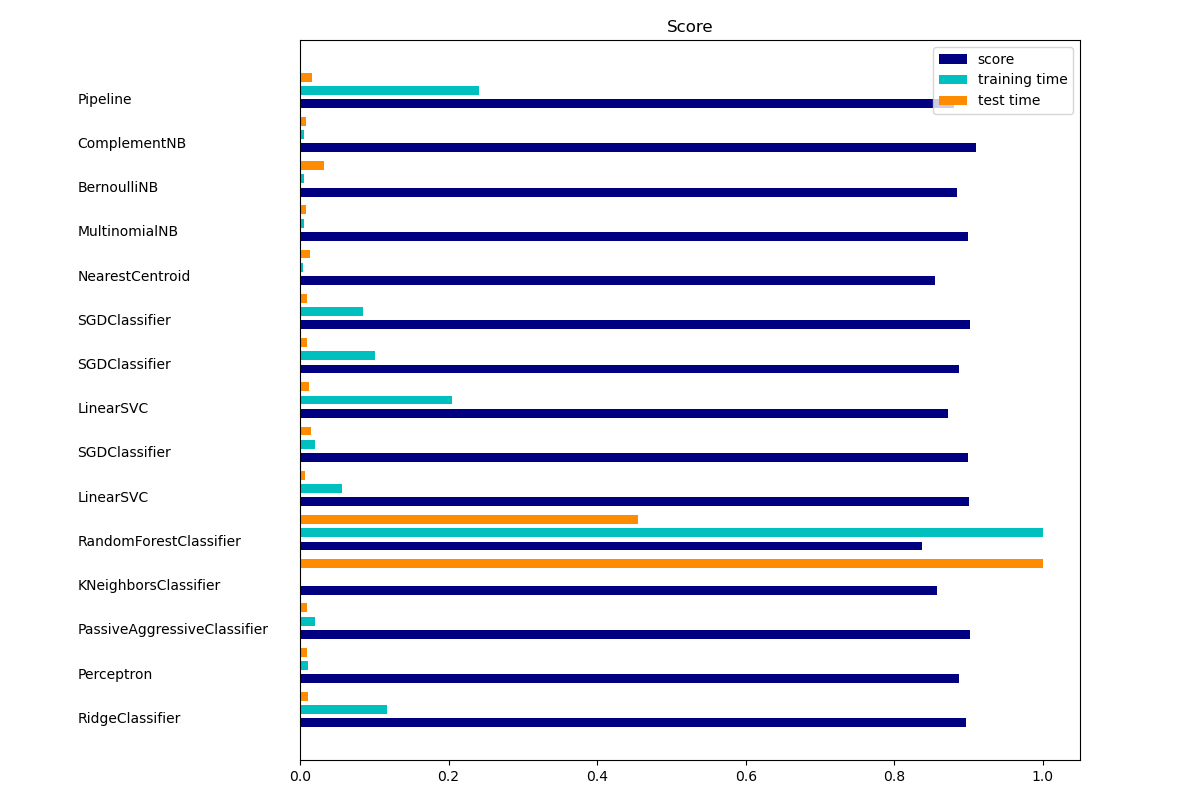 Score
score
training time
test time
Pipeline
ComplementNB
BernoulliNB
MultinomialNB
NearestCentroid
SGDClassifier
SGDClassifier
LinearSVC
SGDClassifier
LinearSVC
RandomForestClassifier
KNeighborsClassifier
PassiveAggressiveClassifier
Perceptron
RidgeClassifier
0.0 0.2 0.4 0.6 0.8 1.0